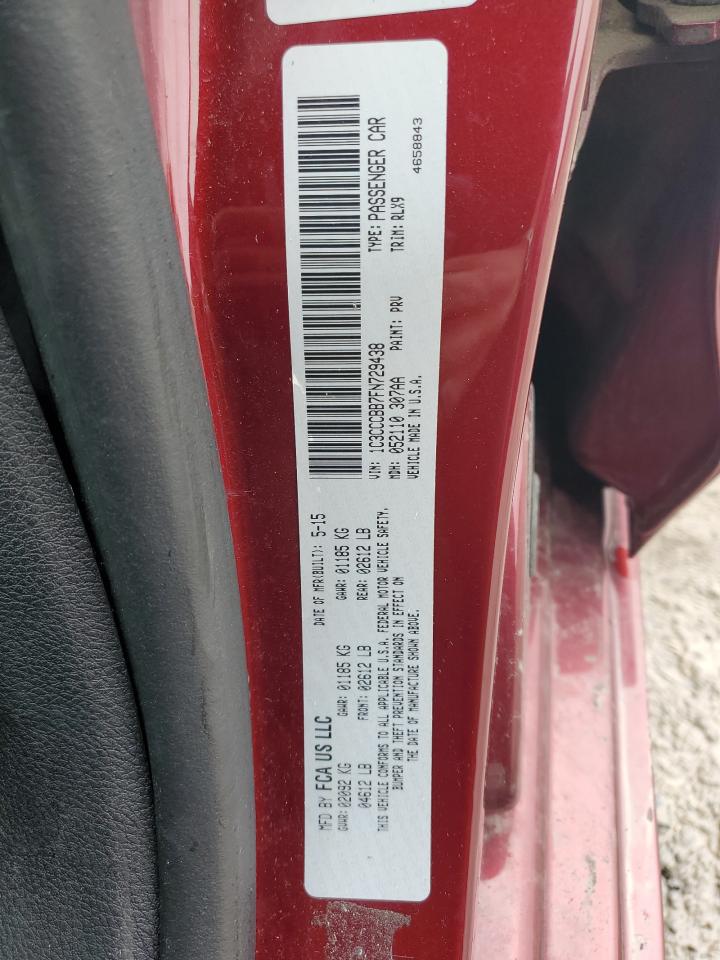 MFD BY FCA US LLC
DATE OF MFR(BUILT): 5-15
GVWR: 02092 KG
04612 LB
GAWR: 01185 KG
FRONT: 02612 LB
GAWR: 01185 KG
REAR: 02612 LB
THIS VEHICLE CONFORMS TO ALL APPLICABLE U.S.A. FEDERAL MOTOR VEHICLE SAFETY,
BUMPER AND THEFT PREVENTION STANDARDS IN EFFECT ON
THE DATE OF MANUFACTURE SHOWN ABOVE.
VIN: 1C3CCCBB7FN729438
TYPE: PASSENGER CAR
MDH: 052110 307AA
PAINT: PRV
TRIM: RLX9
VEHICLE MADE IN U.S.A.
4658843